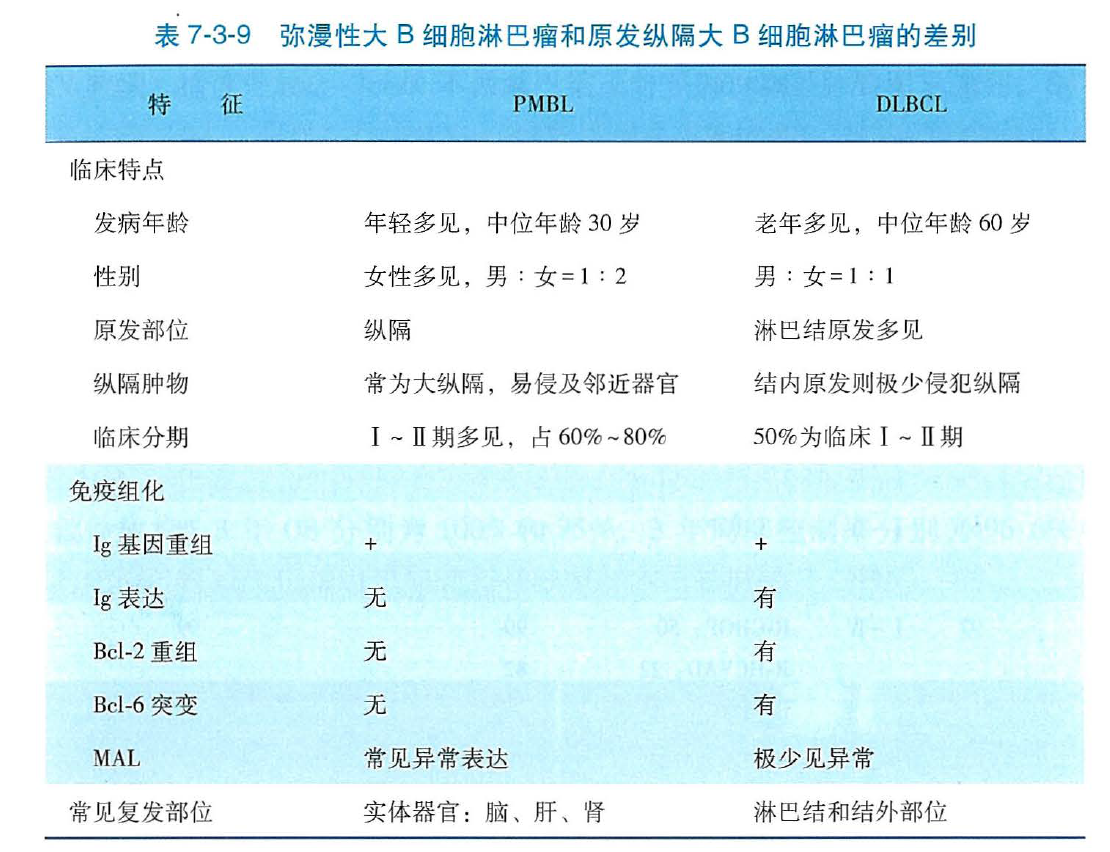 表 7-3-9 弥漫性大 B 细胞淋巴瘤和原发纵隔大 B 细胞淋巴瘤的差别
特 征 PMBL DLBCL
临床特点
发病年龄 年轻多见，中位年龄 30 岁 老年多见，中位年龄 60 岁
性别 女性多见，男∶女=1∶2 男∶女=1∶1
原发部位 纵隔 淋巴结原发多见
纵隔肿物 常为大纵隔，易侵及邻近器官 结内原发则极少侵犯纵隔
临床分期 Ⅰ~Ⅱ期多见，占 60%~80% 50%为临床Ⅰ~Ⅱ期
免疫组化
Ig 基因重组 + +
Ig 表达 无 有
Bcl-2 重组 无 有
Bcl-6 突变 无 有
MAL 常见异常表达 极少见异常
常见复发部位 实体器官：脑、肝、肾 淋巴结和结外部位